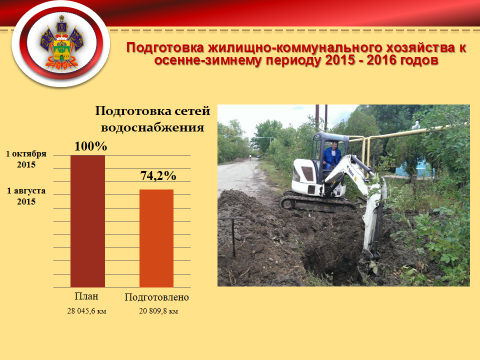 Подготовка жилищно-коммунального хозяйства к
осенне-зимнему периоду 2015 - 2016 годов
Подготовка сетей
водоснабжения
100%
1 октября
2015
74,2%
1 августа
2015
План
Подготовлено
28 045,6 км
20 809,8 км